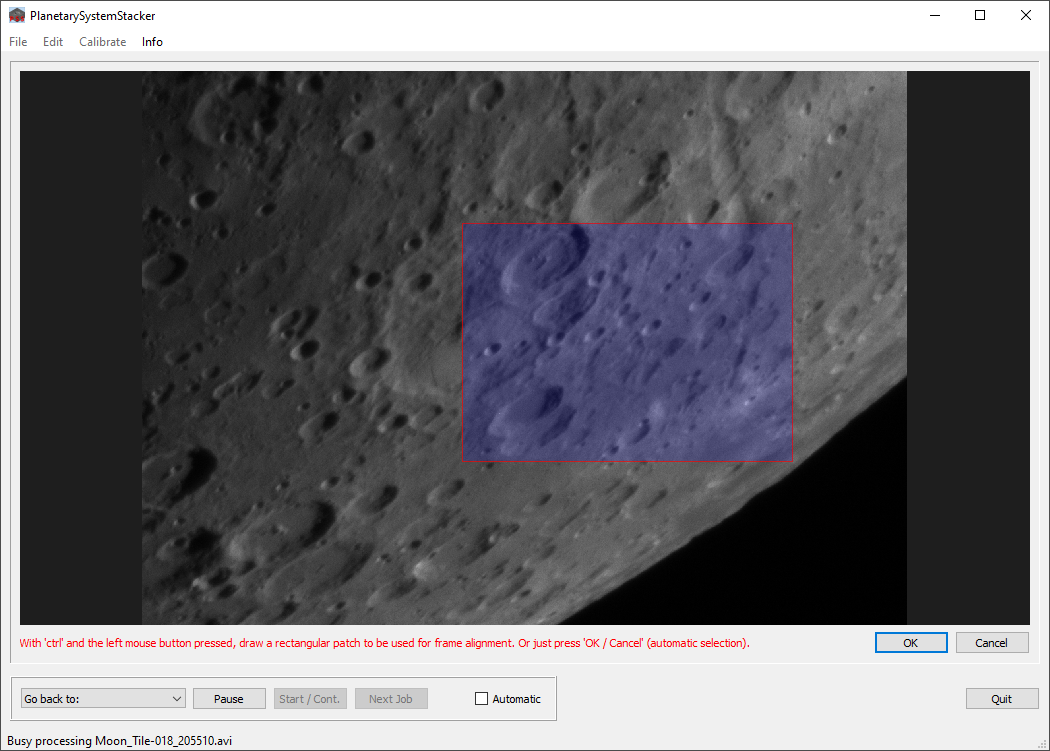 PlanetarySystemStacker
File Edit Calibrate Info
With 'ctrl' and the left mouse button pressed, draw a rectangular patch to be used for frame alignment. Or just press 'OK / Cancel' (automatic selection). OK Cancel
Go back to: Pause Start / Cont. Next Job Automatic Quit
Busy processing Moon_Tile-018_205510.avi